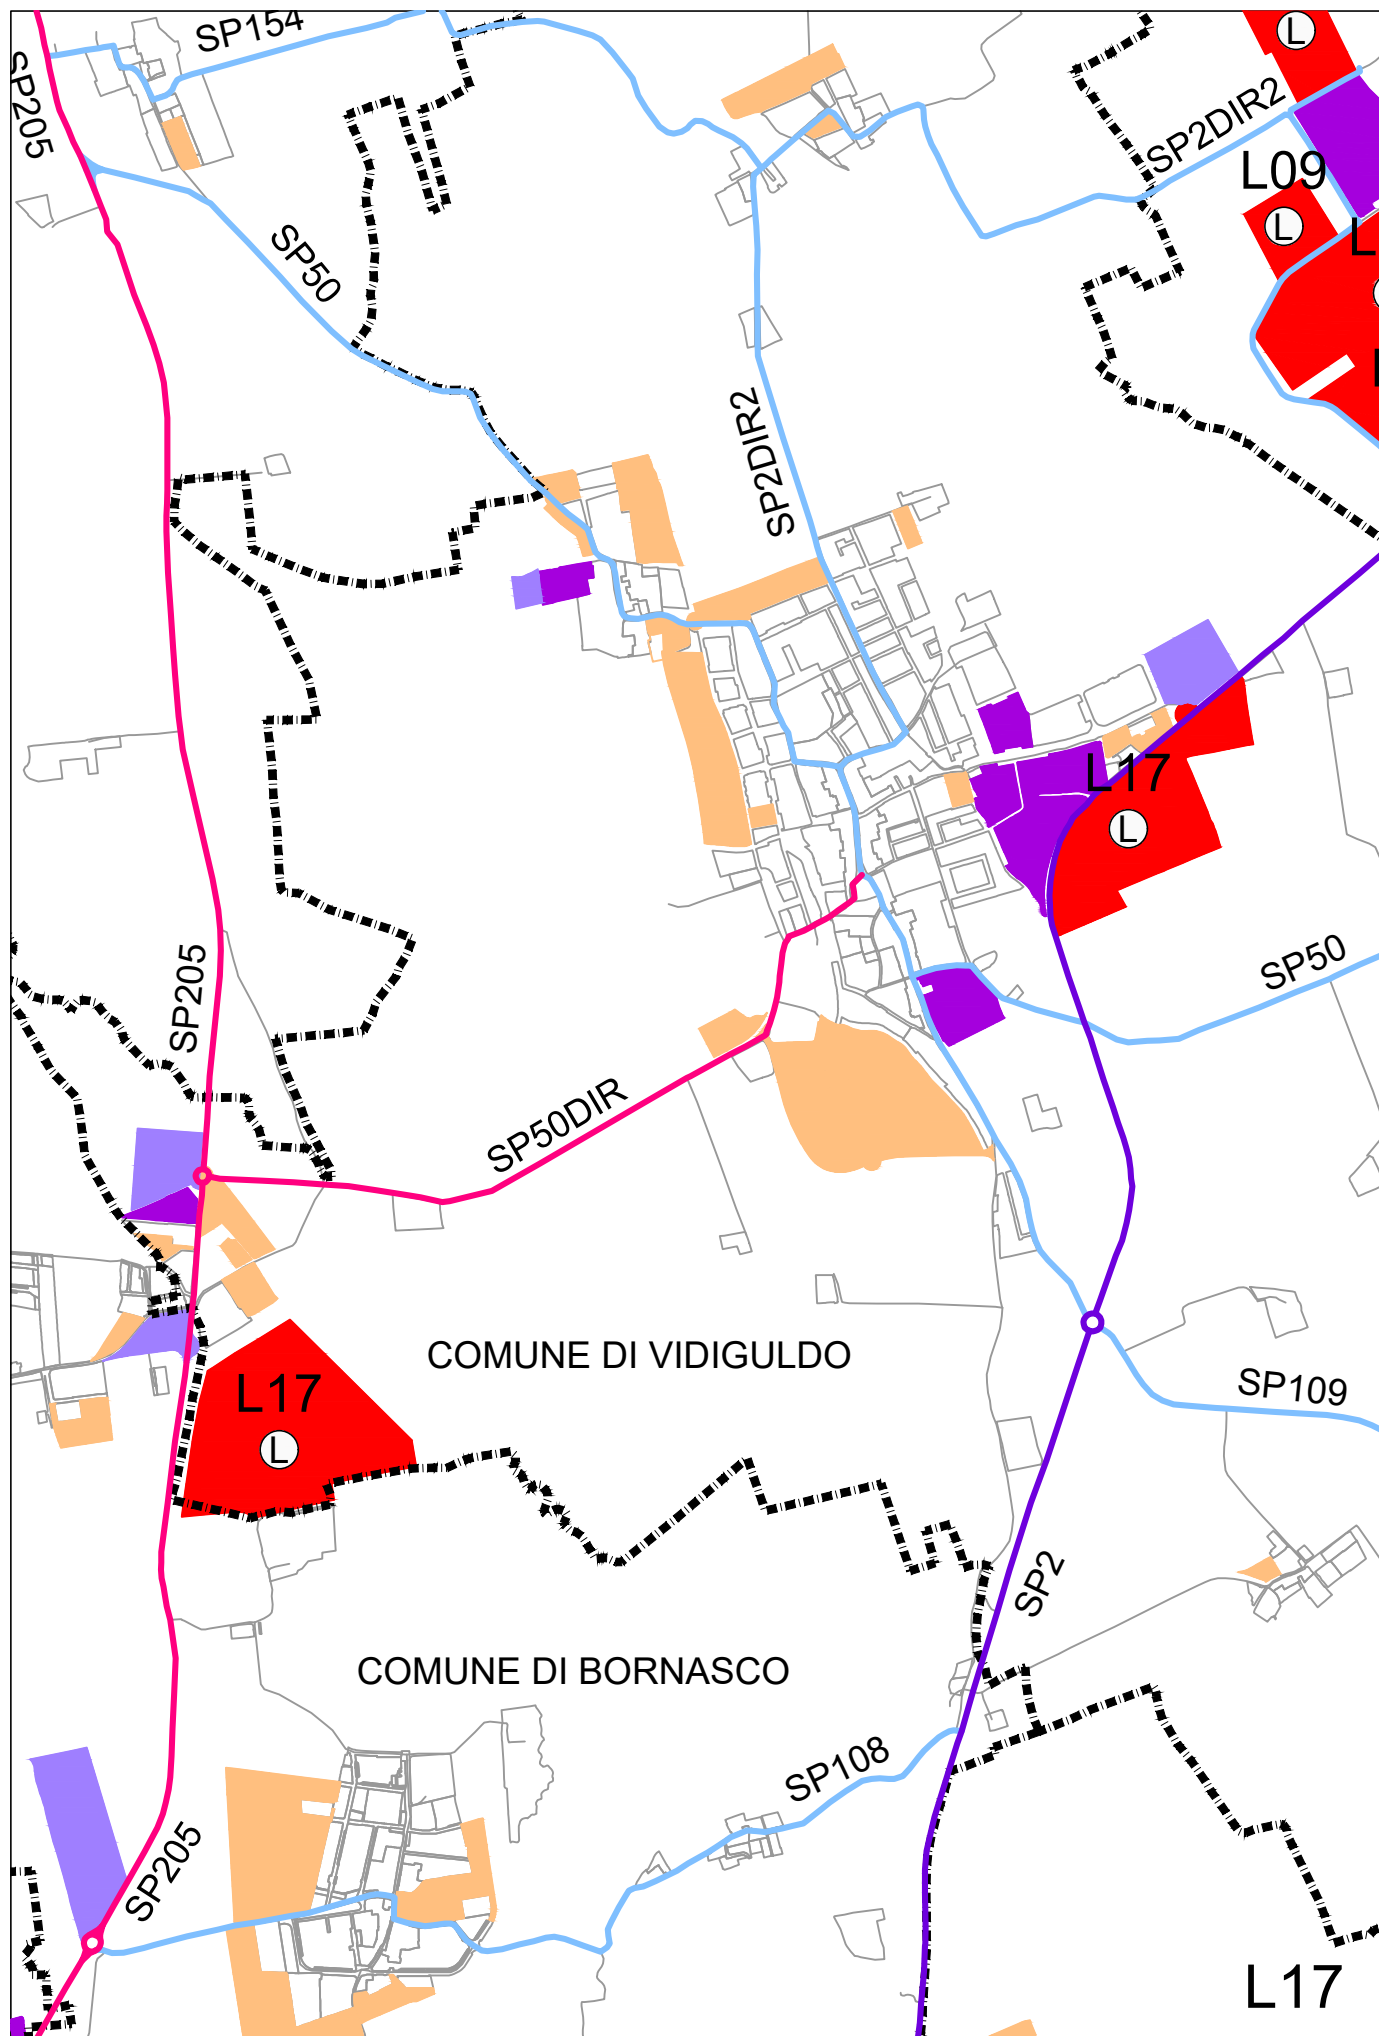 SP154
L
SP205
SP2DIR2
L09
L
SP50
L
SP2DIR2
L17
L
SP50
SP205
SP50DIR
COMUNE DI VIDIGULDO
SP109
L17
L
SP2
COMUNE DI BORNASCO
SP108
SP205
L17